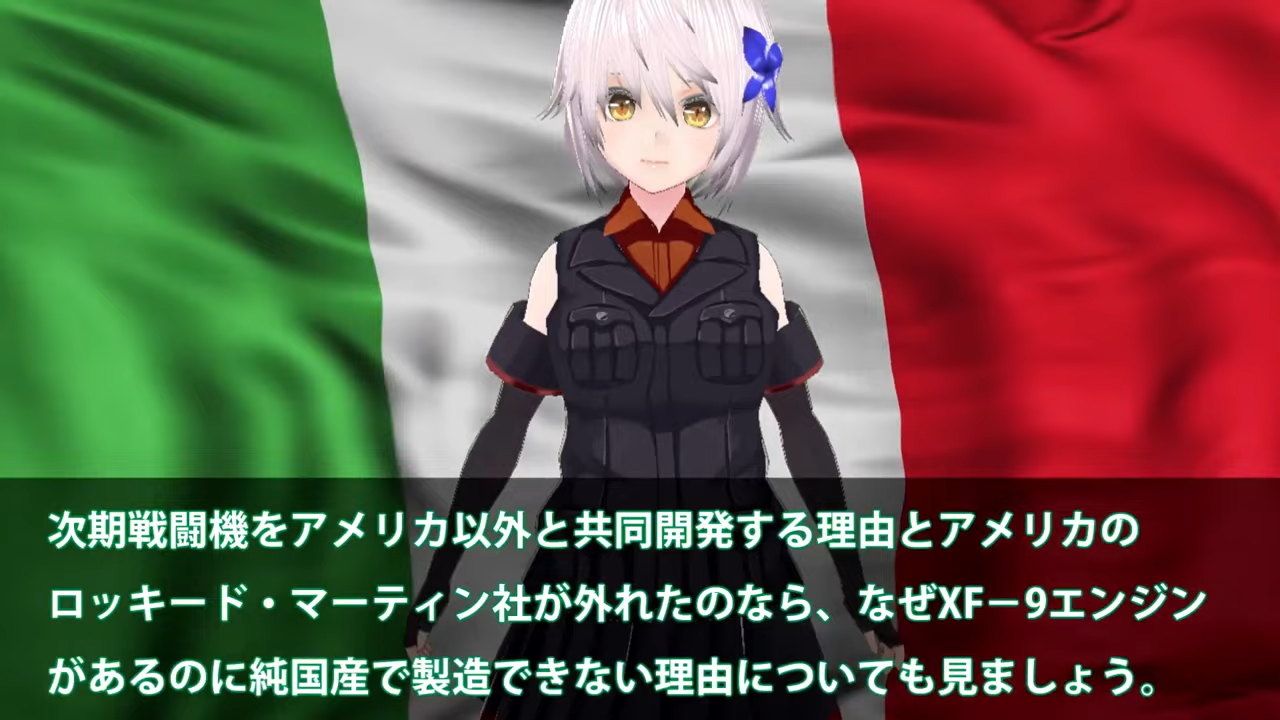 次期戦闘機をアメリカ以外と共同開発する理由とアメリカの
ロッキード・マーティン社が外れたのなら、なぜXF－9エンジン
があるのに純国産で製造できない理由についても見ましょう。